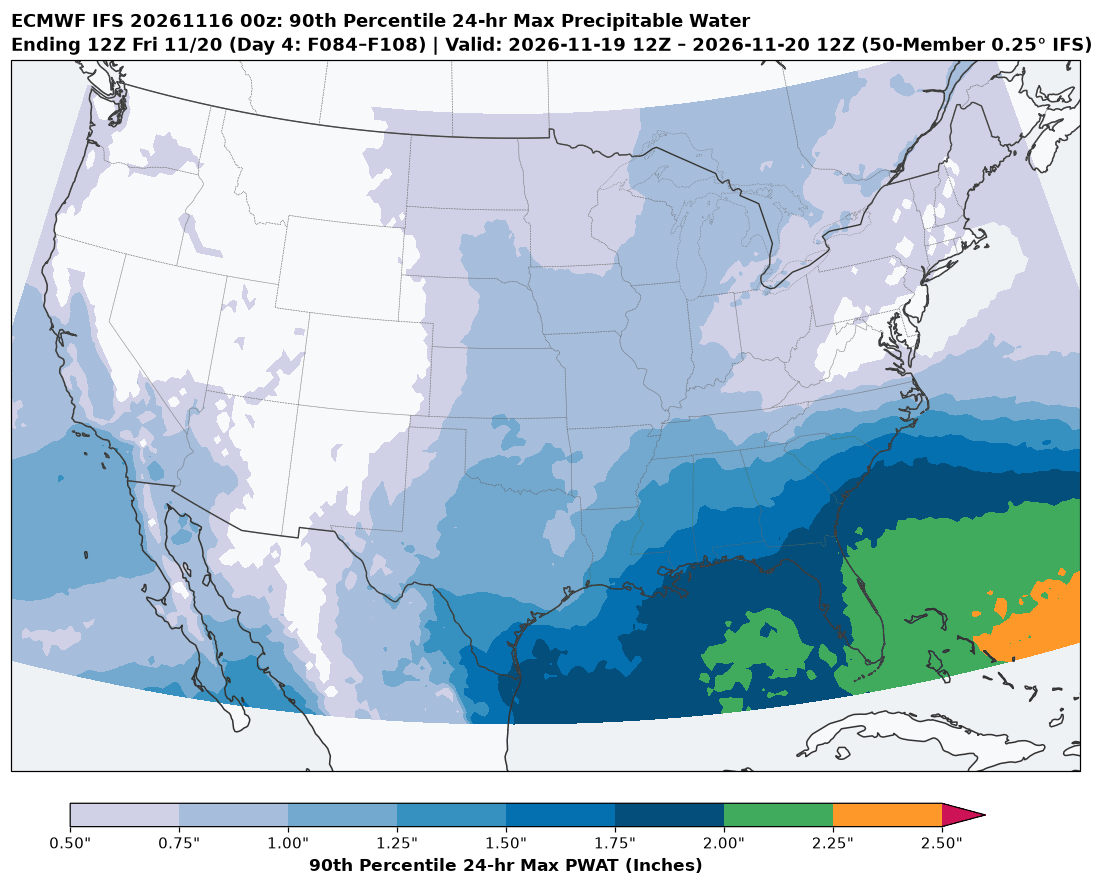 ECMWF IFS 20261116 00z: 90th Percentile 24-hr Max Precipitable Water
Ending 12Z Fri 11/20 (Day 4: F084–F108) | Valid: 2026-11-19 12Z – 2026-11-20 12Z (50-Member 0.25° IFS)
0.50" 0.75" 1.00" 1.25" 1.50" 1.75" 2.00" 2.25" 2.50"
90th Percentile 24-hr Max PWAT (Inches)